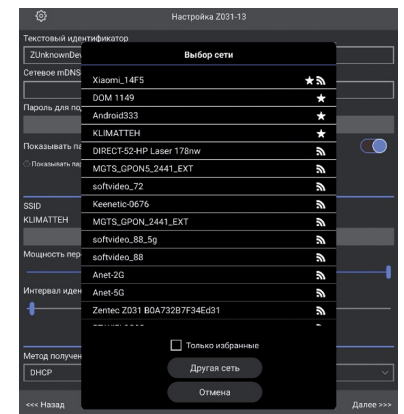 Настройка Z031-13
Текстовый идентификатор
ZUnknownDev
Выбор сети
Сетевое mDNS
Xiaomi_14F5
DOM 1149
Пароль для по
Android333
KLIMATTEH
Показывать па
DIRECT-52-HP Laser 178nw
Показывать пар
MGTS_GPON5_2441_EXT
softvideo_72
SSID
Keenetic-0676
KLIMATTEH
MGTS_GPON_2441_EXT
softvideo_88_5g
Мощность пер
softvideo_88
Anet-2G
Интервал иден
Anet-5G
Zentec Z031 B0A732B7F34Ed31
Только избранные
Метод получен
Другая сеть
DHCP
Отмена
<<< Назад
Далее >>>